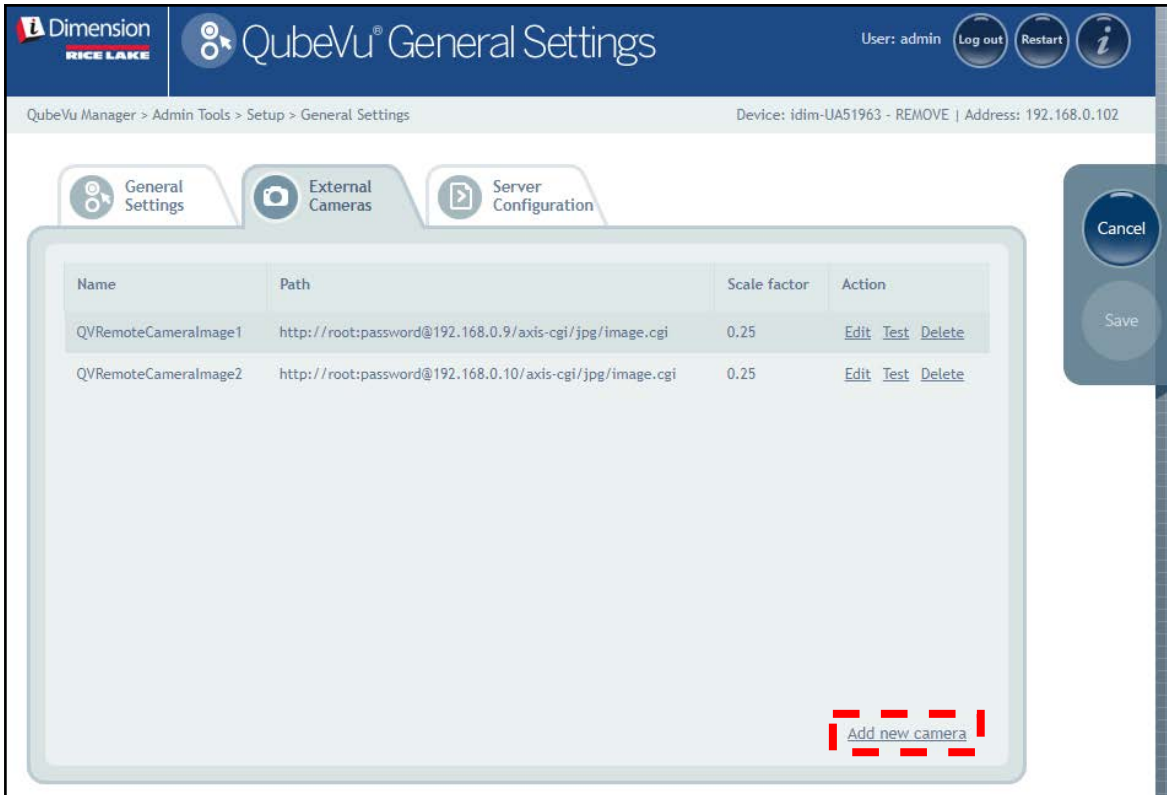 iDimension
RICE LAKE
QubeVu® General Settings
User: admin
Log out
Restart
i
QubeVu Manager > Admin Tools > Setup > General Settings
Device: idim-UA51963 - REMOVE | Address: 192.168.0.102
General
Settings
External
Cameras
Server
Configuration
Cancel
Save
Name Path Scale factor Action
QVRemoteCameraImage1 http://root:password@192.168.0.9/axis-cgi/jpg/image.cgi 0.25 Edit Test Delete
QVRemoteCameraImage2 http://root:password@192.168.0.10/axis-cgi/jpg/image.cgi 0.25 Edit Test Delete
Add new camera